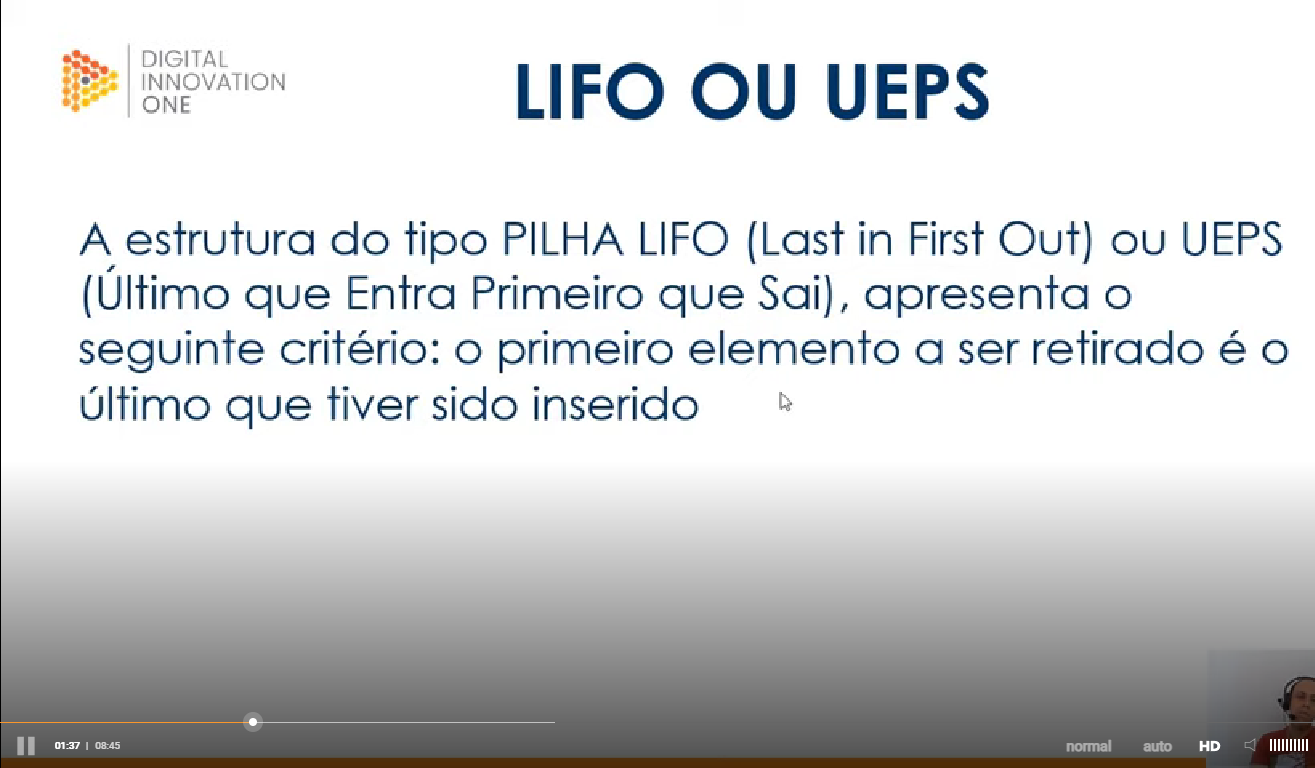 DIGITAL
INNOVATION
ONE
LIFO OU UEPS
A estrutura do tipo PILHA LIFO (Last in First Out) ou UEPS
(Último que Entra Primeiro que Sai), apresenta o
seguinte critério: o primeiro elemento a ser retirado é o
último que tiver sido inserido
01:37 | 08:45
normal auto HD